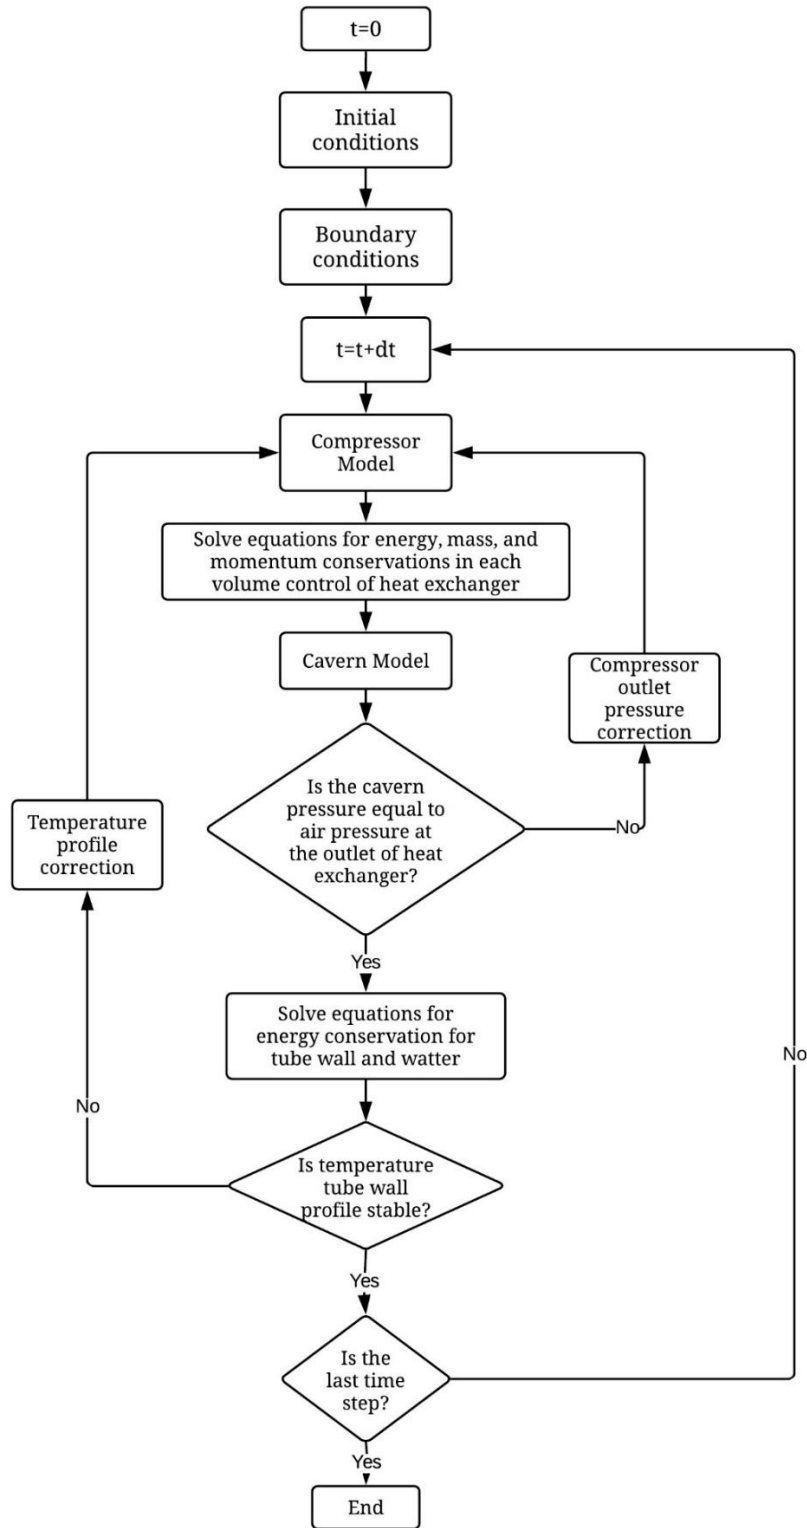 t=0
Initial
conditions
Boundary
conditions
t=t+dt
Compressor
Model
Solve equations for energy, mass, and
momentum conservations in each
volume control of heat exchanger
Cavern Model
Compressor
outlet
pressure
correction
Is the cavern
pressure equal to
air pressure at
the outlet of heat
exchanger?
No
Temperature
profile
correction
Yes
Solve equations for
energy conservation for
tube wall and watter
No
No
Is temperature
tube wall
profile stable?
Yes
Is the
last time
step?
Yes
End